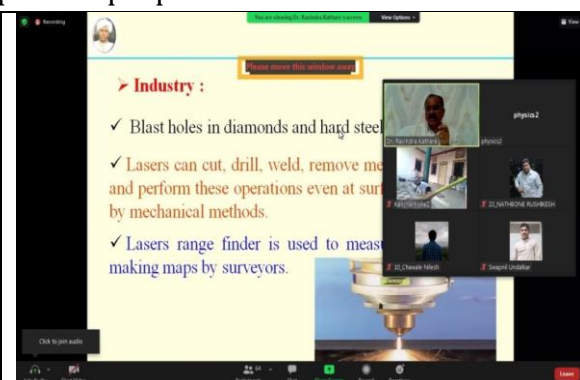 Recording
You are viewing Dr. Ravindra Kathare's screen
View Options
View
Please move this window away
➢ Industry :
✓ Blast holes in diamonds and hard steel
✓ Lasers can cut, drill, weld, remove me
and perform these operations even at surf
by mechanical methods.
✓ Lasers range finder is used to measu
making maps by surveyors.
physics2
Dr. Ravindra Kathare
physics2
22_NATHBONE RUSHIKESH
10_Chawale Nilesh
Swapnil Undalkar
Click to join audio
64
Leave